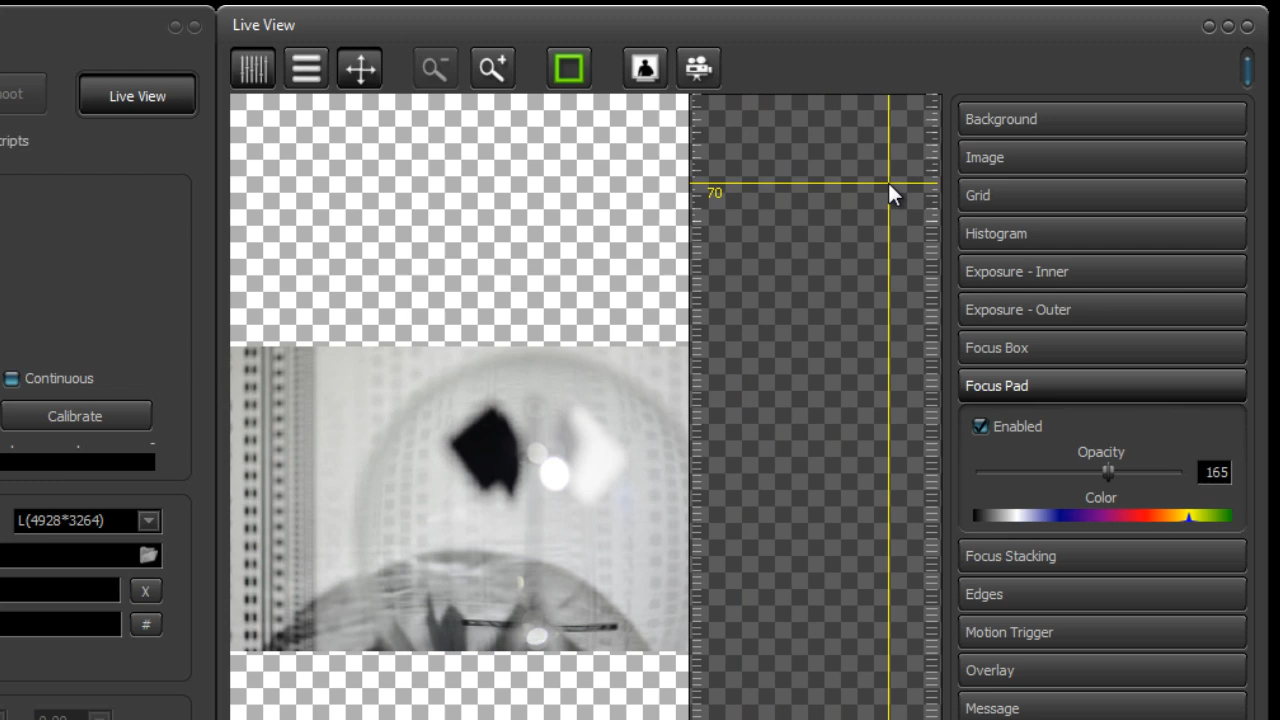 Live View
oot
Live View
cripts
Continuous
Calibrate
L(4928*3264)
X
#
70
Background
Image
Grid
Histogram
Exposure - Inner
Exposure - Outer
Focus Box
Focus Pad
Enabled
Opacity
165
Color
Focus Stacking
Edges
Motion Trigger
Overlay
Message